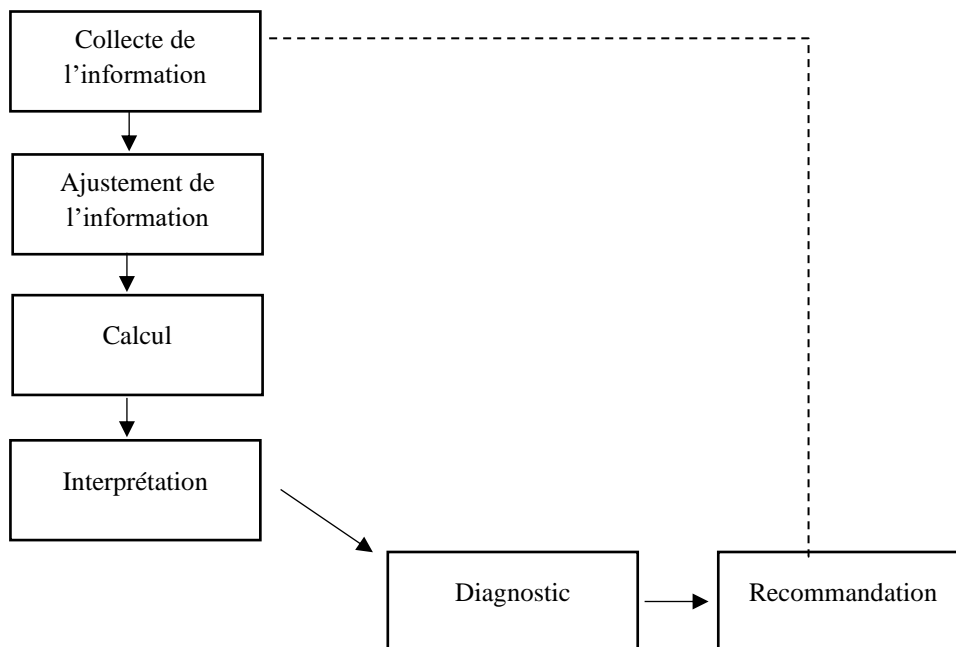 Collecte de
l’information
Ajustement de
l’information
Calcul
Interprétation
Diagnostic
Recommandation